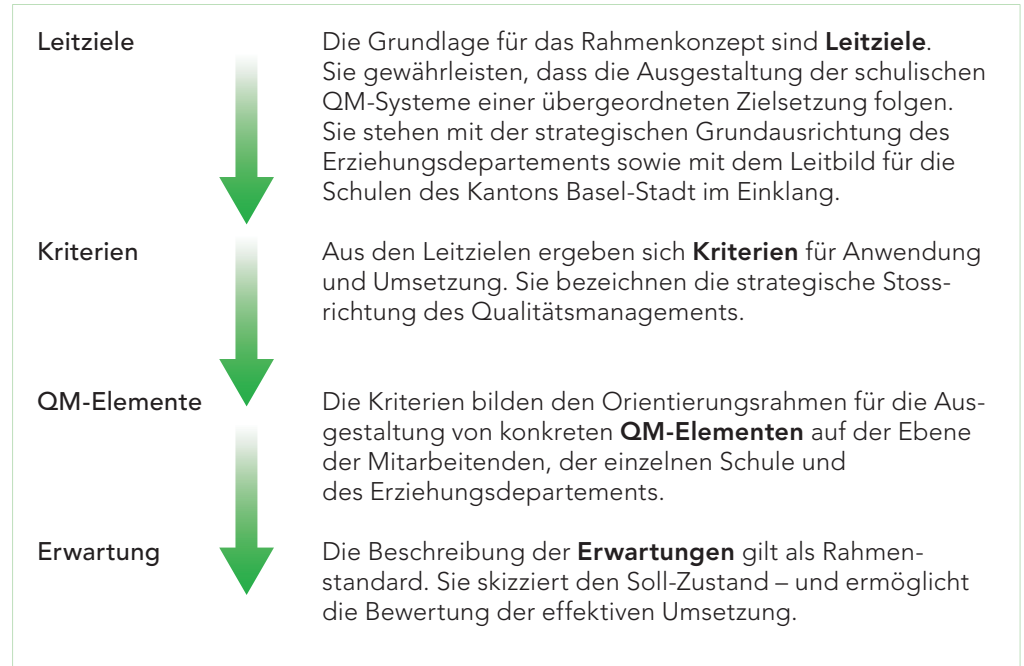 Leitziele Die Grundlage für das Rahmenkonzept sind Leitziele.
Sie gewährleisten, dass die Ausgestaltung der schulischen
QM-Systeme einer übergeordneten Zielsetzung folgen.
Sie stehen mit der strategischen Grundausrichtung des
Erziehungsdepartements sowie mit dem Leitbild für die
Schulen des Kantons Basel-Stadt im Einklang.
Kriterien Aus den Leitzielen ergeben sich Kriterien für Anwendung
und Umsetzung. Sie bezeichnen die strategische Stoss-
richtung des Qualitätsmanagements.
QM-Elemente Die Kriterien bilden den Orientierungsrahmen für die Aus-
gestaltung von konkreten QM-Elementen auf der Ebene
der Mitarbeitenden, der einzelnen Schule und
des Erziehungsdepartements.
Erwartung Die Beschreibung der Erwartungen gilt als Rahmen-
standard. Sie skizziert den Soll-Zustand – und ermöglicht
die Bewertung der effektiven Umsetzung.